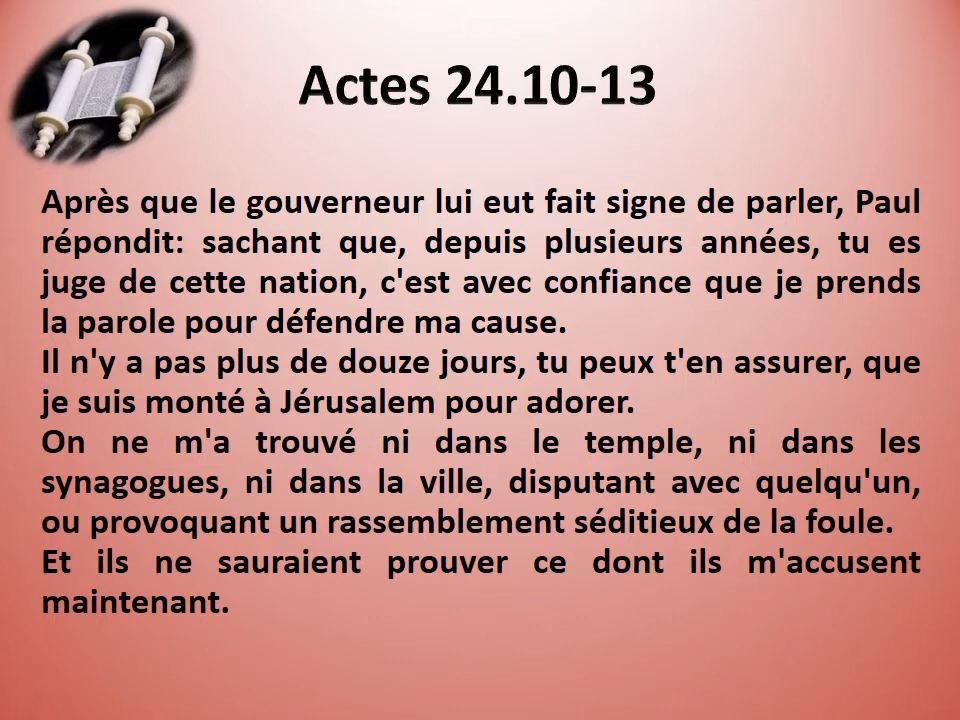 Actes 24.10-13
Après que le gouverneur lui eut fait signe de parler, Paul
répondit: sachant que, depuis plusieurs années, tu es
juge de cette nation, c'est avec confiance que je prends
la parole pour défendre ma cause.
Il n'y a pas plus de douze jours, tu peux t'en assurer, que
je suis monté à Jérusalem pour adorer.
On ne m'a trouvé ni dans le temple, ni dans les
synagogues, ni dans la ville, disputant avec quelqu'un,
ou provoquant un rassemblement séditieux de la foule.
Et ils ne sauraient prouver ce dont ils m'accusent
maintenant.